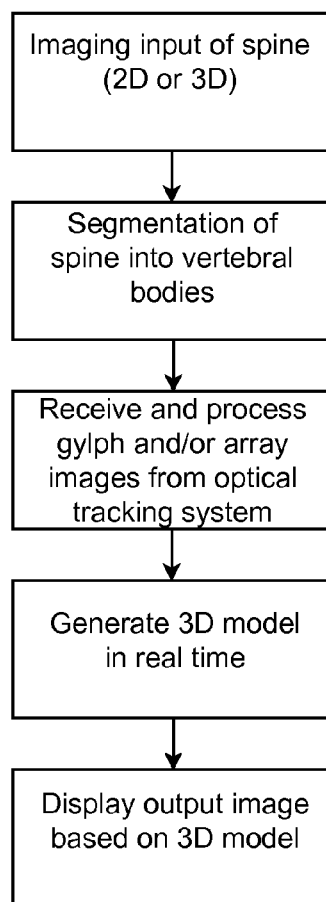 Imaging input of spine
(2D or 3D)
Segmentation of
spine into vertebral
bodies
Receive and process
gylph and/or array
images from optical
tracking system
Generate 3D model
in real time
Display output image
based on 3D model